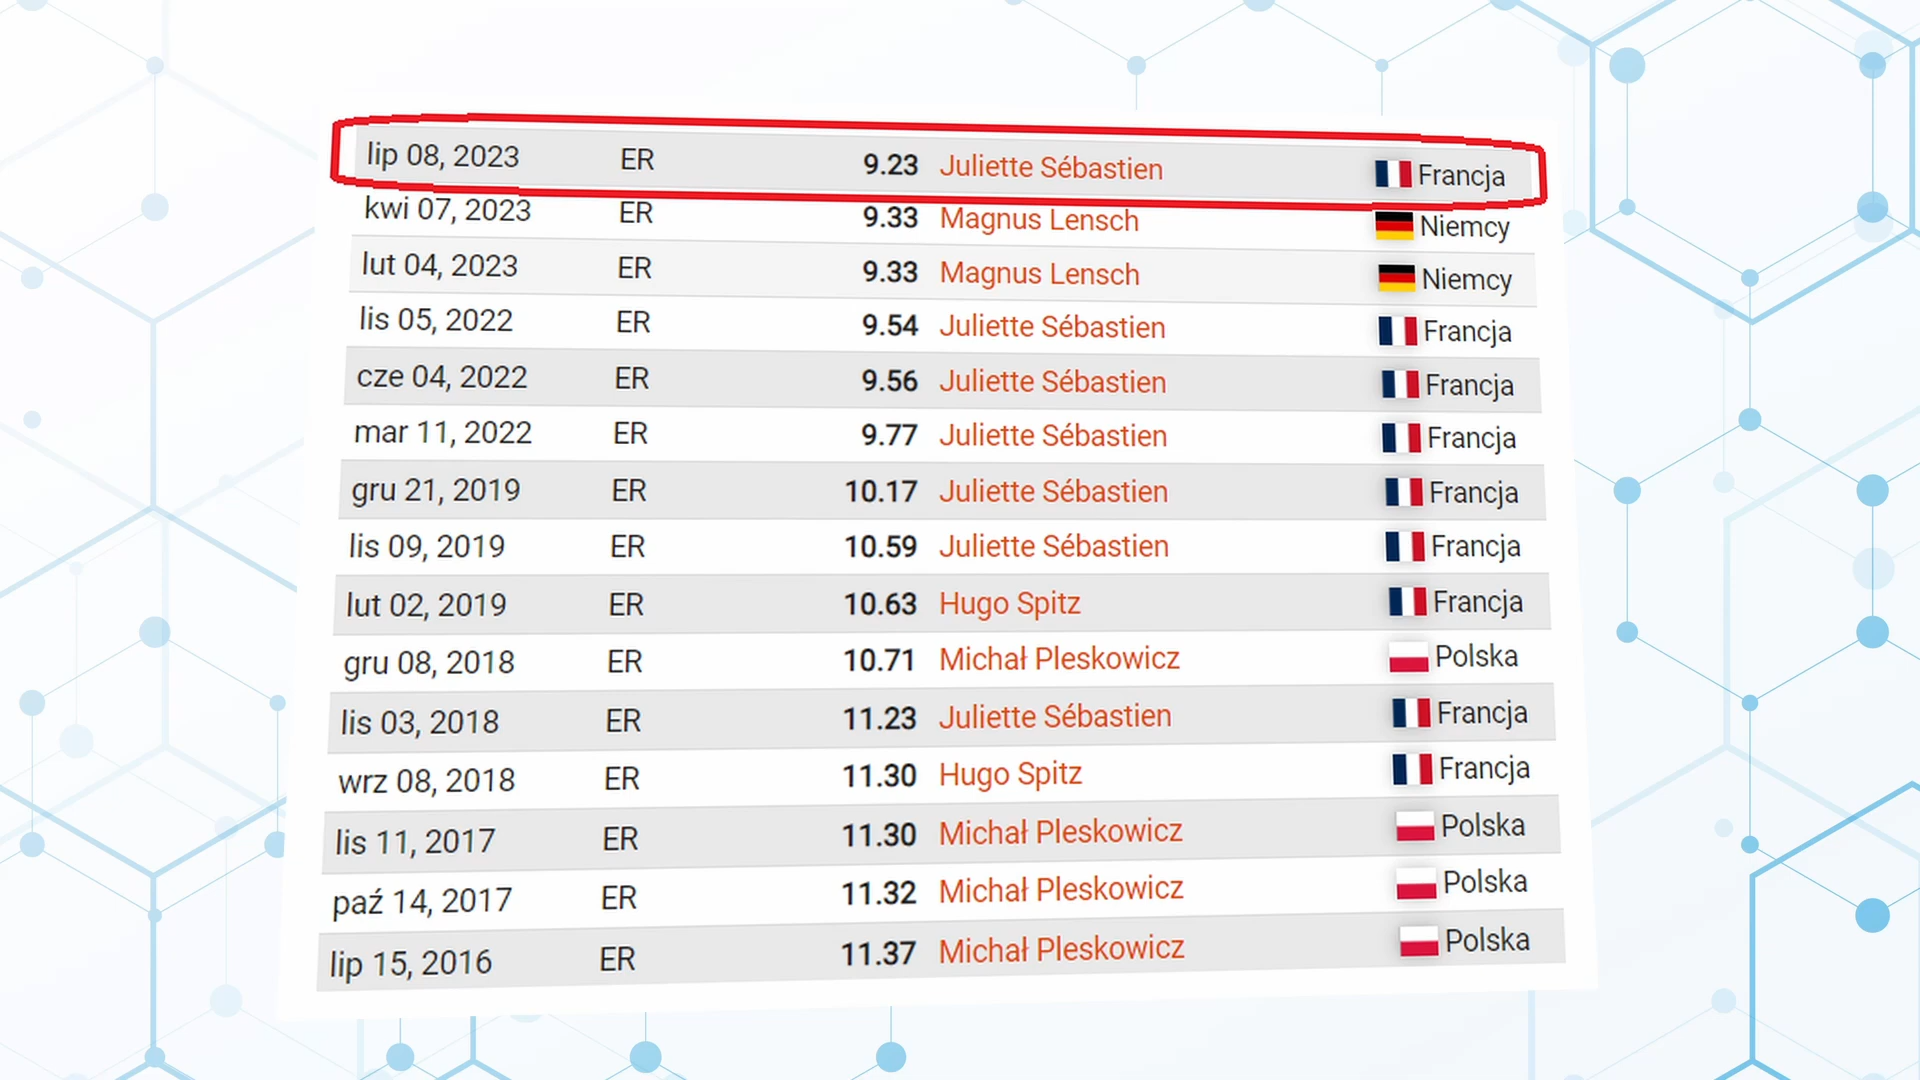 lip 08, 2023 ER 9.23 Juliette Sébastien Francja
kwi 07, 2023 ER 9.33 Magnus Lensch Niemcy
lut 04, 2023 ER 9.33 Magnus Lensch Niemcy
lis 05, 2022 ER 9.54 Juliette Sébastien Francja
cze 04, 2022 ER 9.56 Juliette Sébastien Francja
mar 11, 2022 ER 9.77 Juliette Sébastien Francja
gru 21, 2019 ER 10.17 Juliette Sébastien Francja
lis 09, 2019 ER 10.59 Juliette Sébastien Francja
lut 02, 2019 ER 10.63 Hugo Spitz Francja
gru 08, 2018 ER 10.71 Michał Pleskowicz Polska
lis 03, 2018 ER 11.23 Juliette Sébastien Francja
wrz 08, 2018 ER 11.30 Hugo Spitz Francja
lis 11, 2017 ER 11.30 Michał Pleskowicz Polska
paź 14, 2017 ER 11.32 Michał Pleskowicz Polska
lip 15, 2016 ER 11.37 Michał Pleskowicz Polska